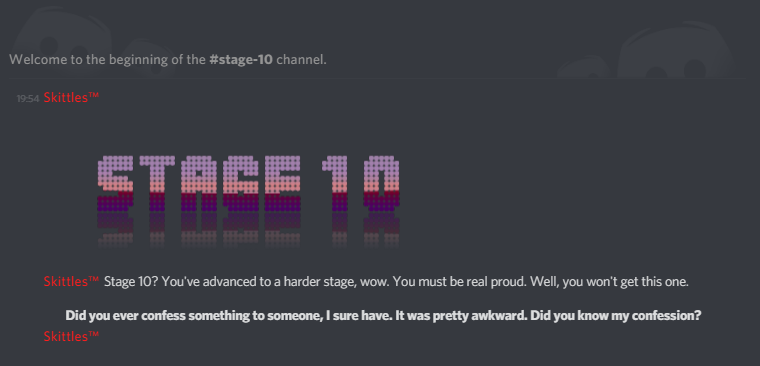 Welcome to the beginning of the #stage-10 channel.
19:54 Skittles™
STAGE 10
Skittles™ Stage 10? You've advanced to a harder stage, wow. You must be real proud. Well, you won't get this one.
Did you ever confess something to someone, I sure have. It was pretty awkward. Did you know my confession?
Skittles™